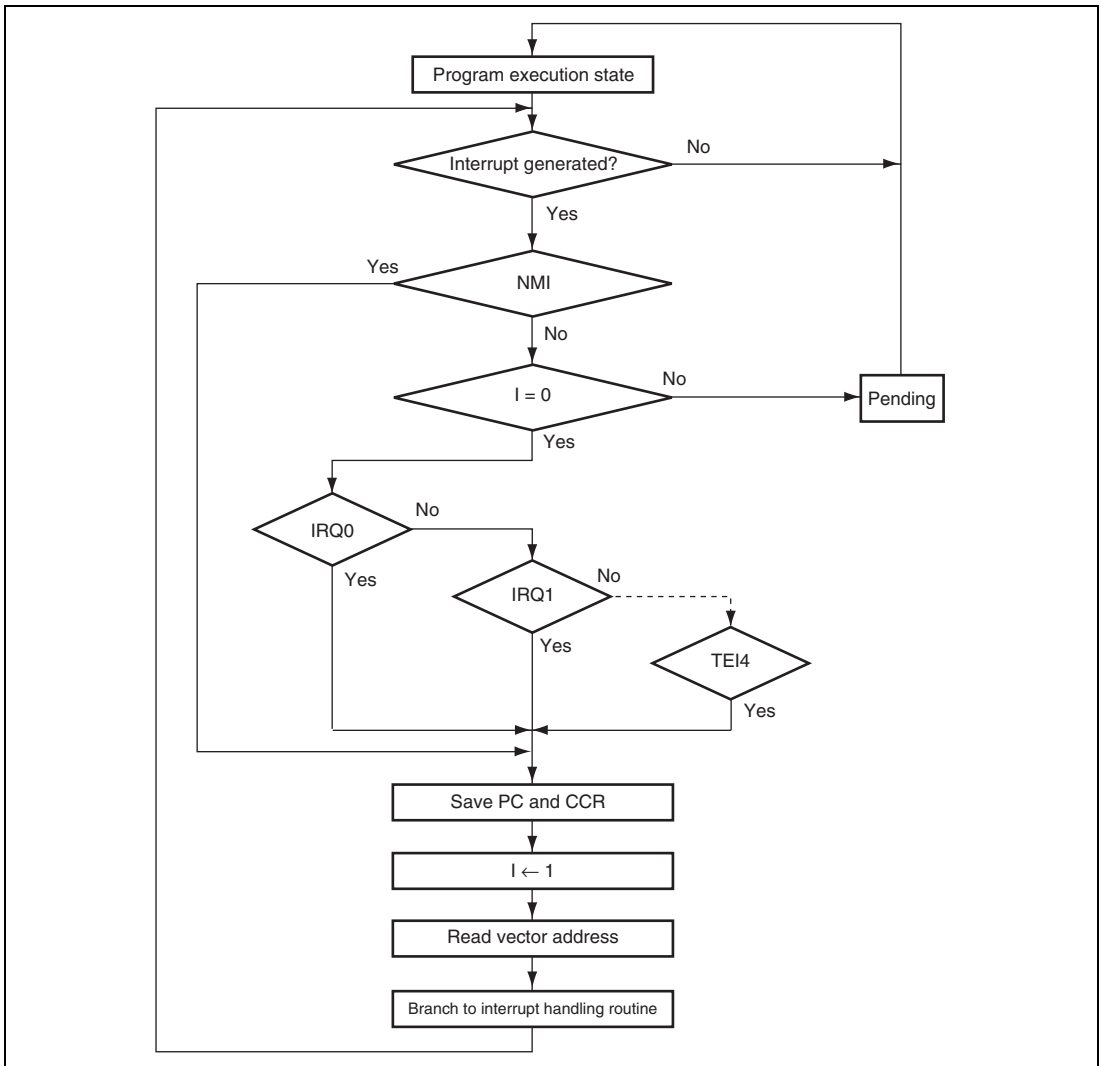 Program execution state
Interrupt generated?
No
Yes
Yes
NMI
No
I = 0
No
Pending
Yes
IRQ0
No
Yes
IRQ1
No
Yes
TEI4
Yes
Save PC and CCR
I ← 1
Read vector address
Branch to interrupt handling routine